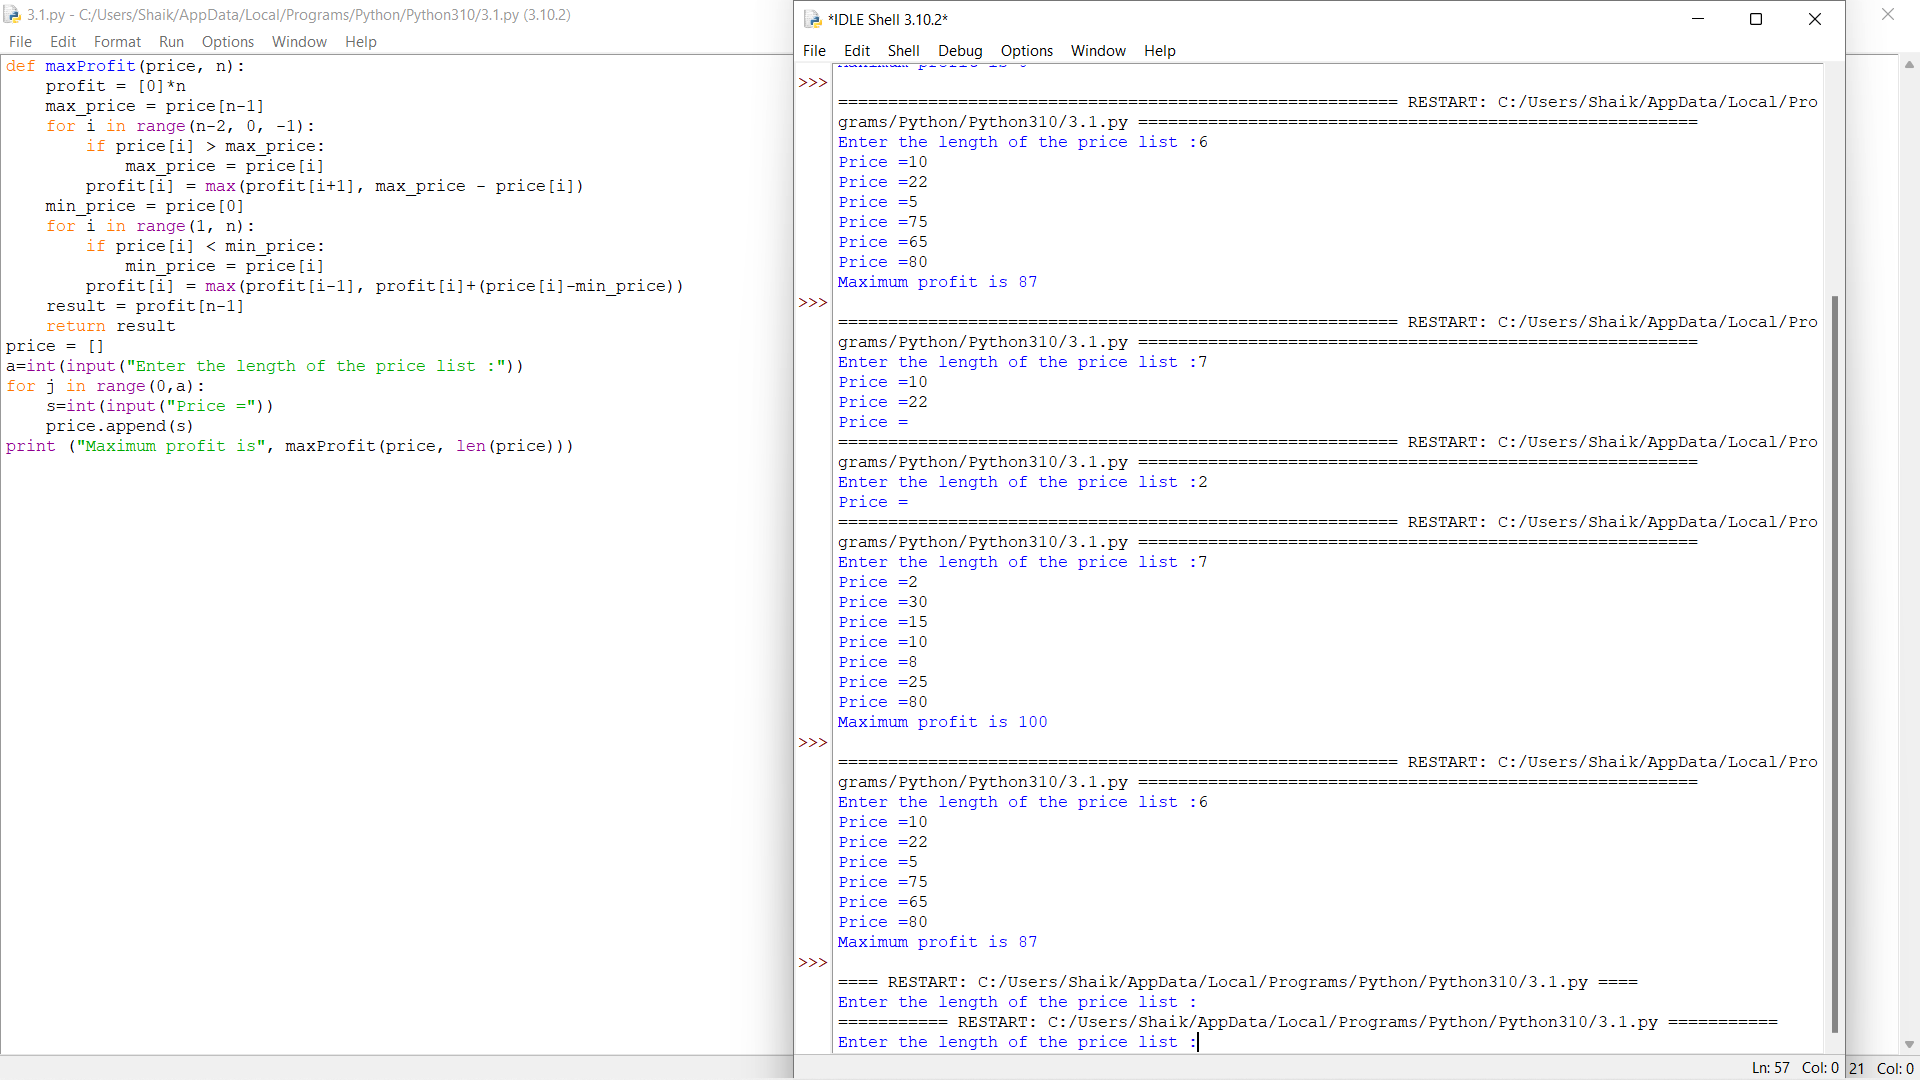 3.1.py - C:/Users/Shaik/AppData/Local/Programs/Python/Python310/3.1.py (3.10.2)
File Edit Format Run Options Window Help
def maxProfit(price, n):
    profit = [0]*n
    max_price = price[n-1]
    for i in range(n-2, 0, -1):
        if price[i] > max_price:
            max_price = price[i]
        profit[i] = max(profit[i+1], max_price - price[i])
    min_price = price[0]
    for i in range(1, n):
        if price[i] < min_price:
            min_price = price[i]
        profit[i] = max(profit[i-1], profit[i]+(price[i]-min_price))
    result = profit[n-1]
    return result
price = []
a=int(input("Enter the length of the price list :"))
for j in range(0,a):
    s=int(input("Price ="))
    price.append(s)
print ("Maximum profit is", maxProfit(price, len(price)))
*IDLE Shell 3.10.2*
File Edit Shell Debug Options Window Help
>>>
======================================================== RESTART: C:/Users/Shaik/AppData/Local/Pro
grams/Python/Python310/3.1.py ========================================================
Enter the length of the price list :6
Price =10
Price =22
Price =5
Price =75
Price =65
Price =80
Maximum profit is 87
>>>
======================================================== RESTART: C:/Users/Shaik/AppData/Local/Pro
grams/Python/Python310/3.1.py ========================================================
Enter the length of the price list :7
Price =10
Price =22
Price =
======================================================== RESTART: C:/Users/Shaik/AppData/Local/Pro
grams/Python/Python310/3.1.py ========================================================
Enter the length of the price list :2
Price =
======================================================== RESTART: C:/Users/Shaik/AppData/Local/Pro
grams/Python/Python310/3.1.py ========================================================
Enter the length of the price list :7
Price =2
Price =30
Price =15
Price =10
Price =8
Price =25
Price =80
Maximum profit is 100
>>>
======================================================== RESTART: C:/Users/Shaik/AppData/Local/Pro
grams/Python/Python310/3.1.py ========================================================
Enter the length of the price list :6
Price =10
Price =22
Price =5
Price =75
Price =65
Price =80
Maximum profit is 87
>>>
==== RESTART: C:/Users/Shaik/AppData/Local/Programs/Python/Python310/3.1.py ====
Enter the length of the price list :
=========== RESTART: C:/Users/Shaik/AppData/Local/Programs/Python/Python310/3.1.py ===========
Enter the length of the price list :
Ln: 57 Col: 0
21 Col: 0